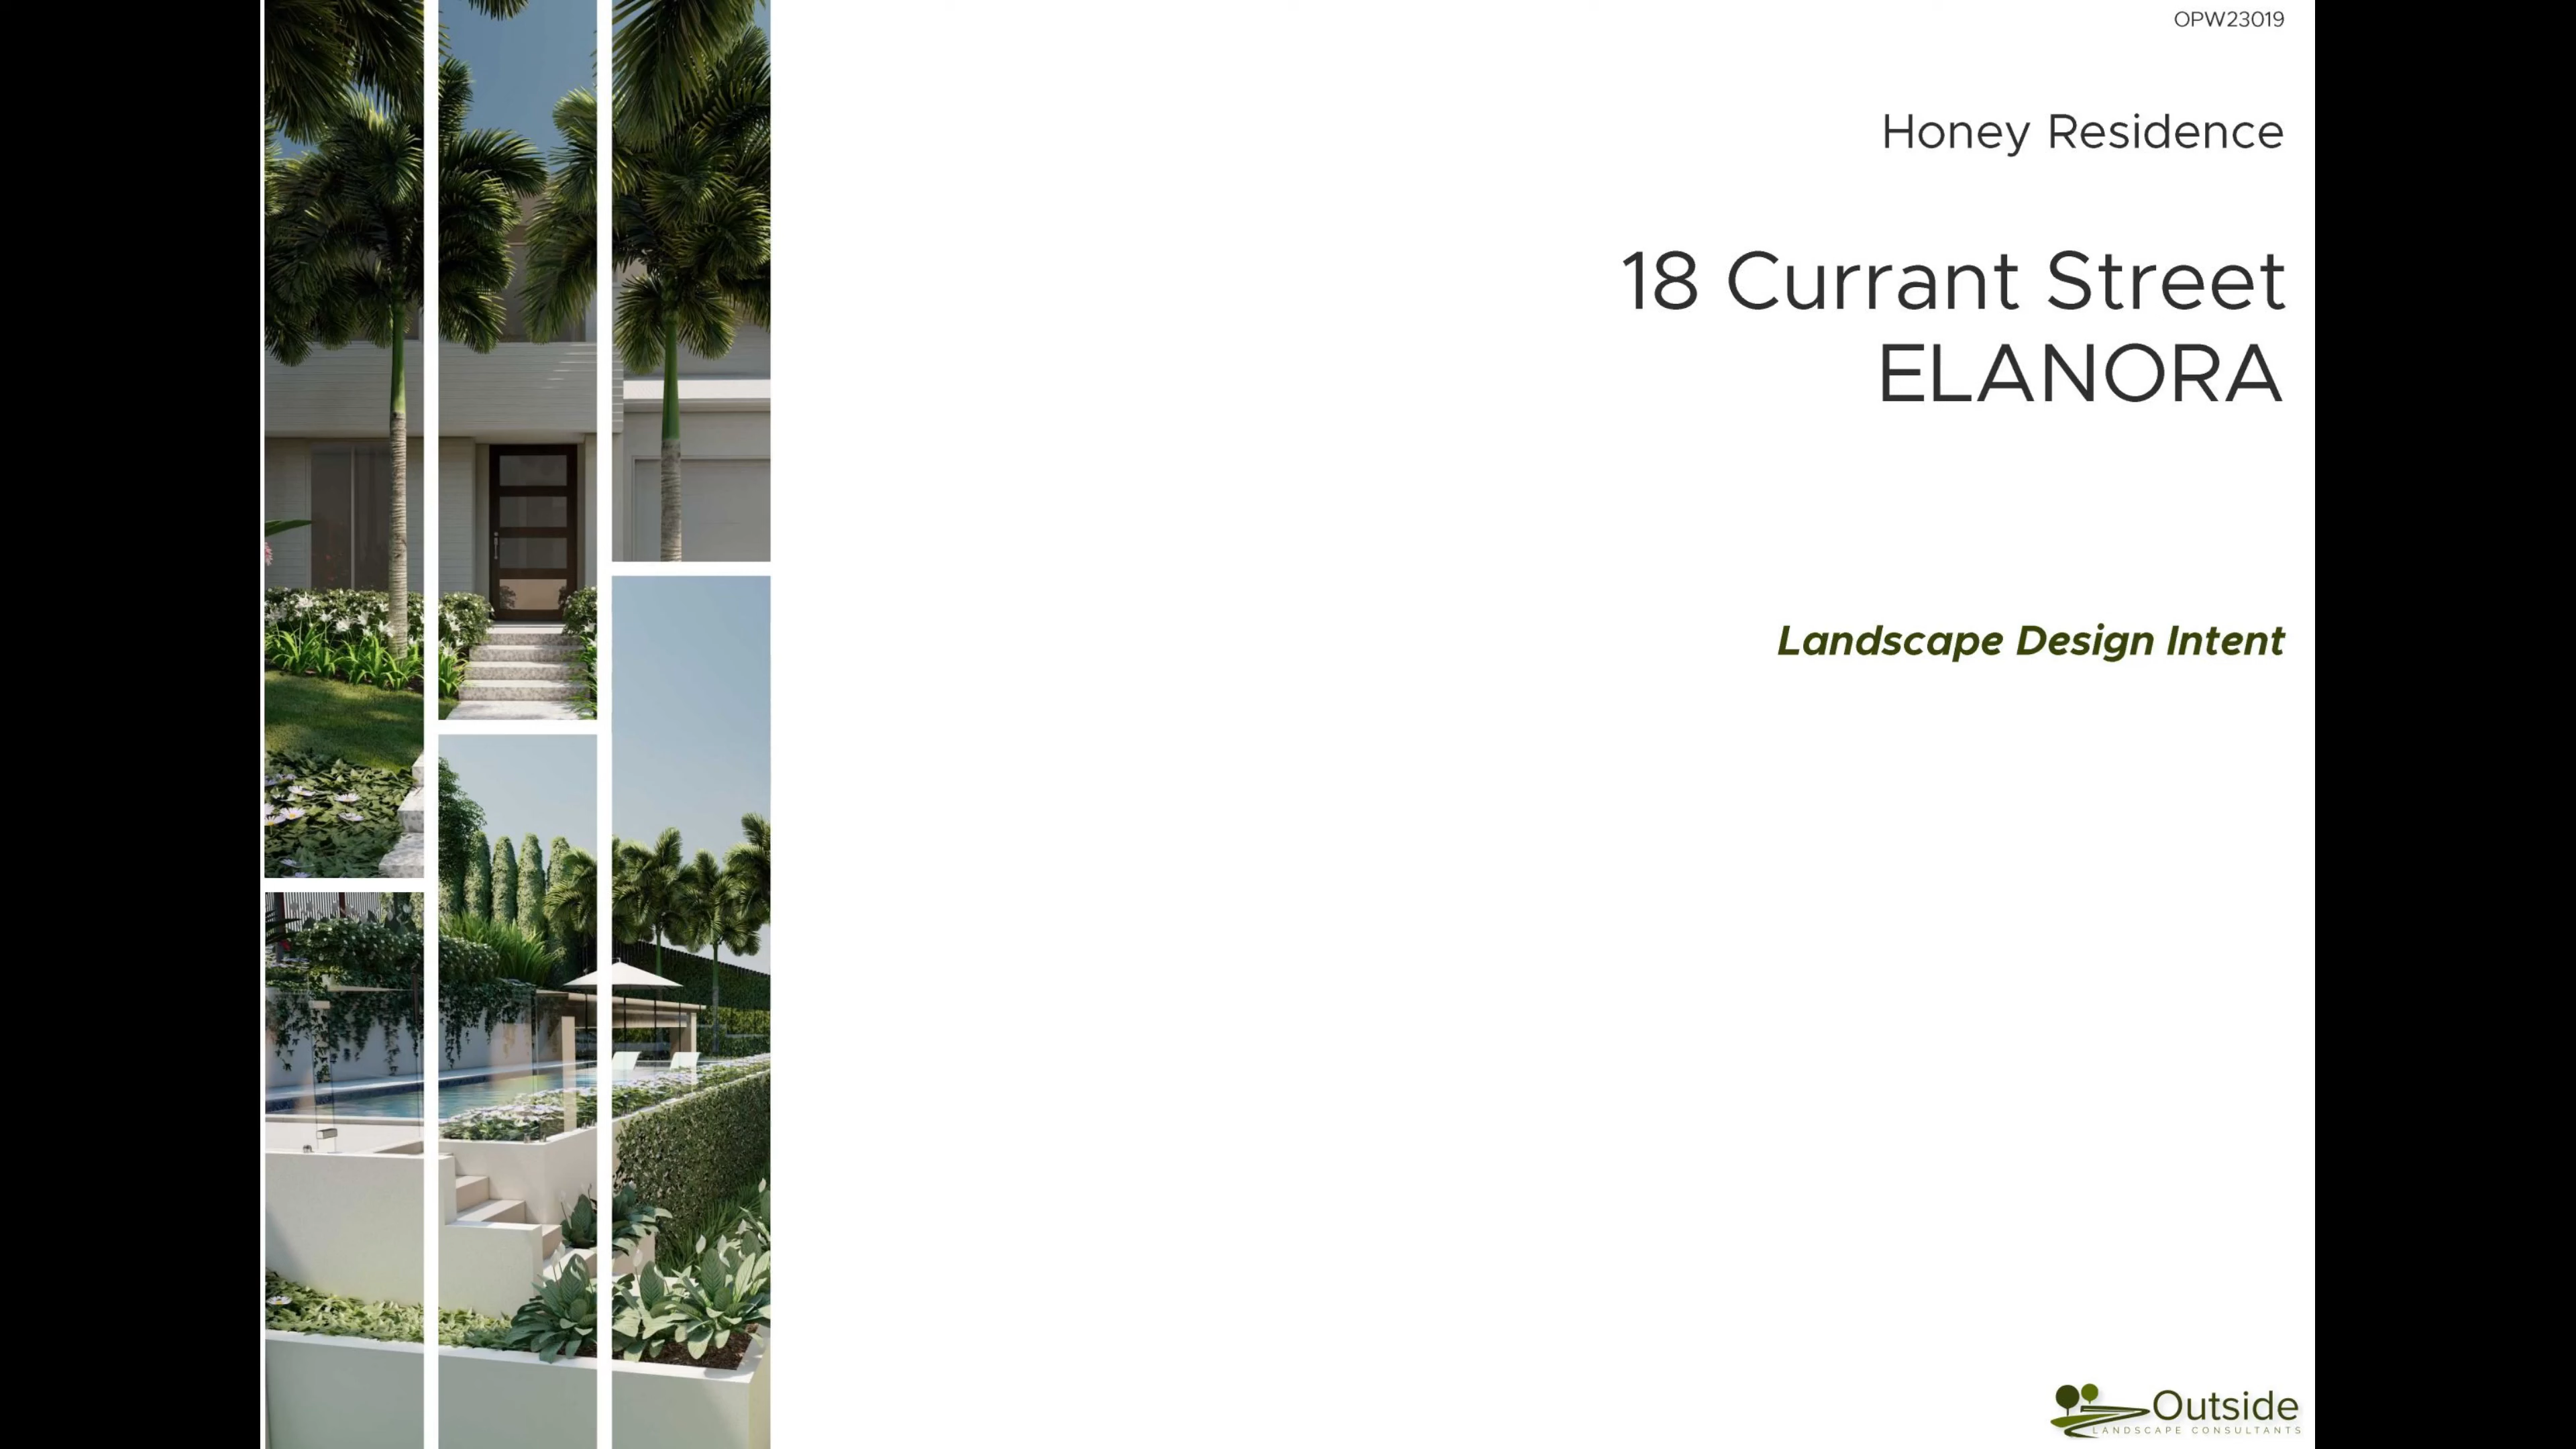 OPW23019
Honey Residence
18 Currant Street
ELANORA
Landscape Design Intent
Outside
LANDSCAPE CONSULTANTS